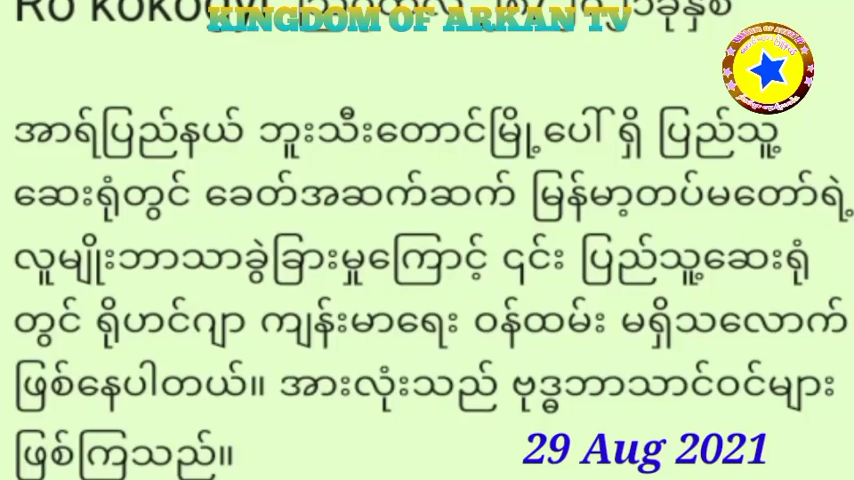 KINGDOM OF ARKAN TV
Ro
အာရ်ပြည်နယ် ဘူးသီးတောင်မြို့ပေါ် ရှိ ပြည်သူ့
ဆေးရုံတွင် ခေတ်အဆက်ဆက် မြန်မာ့တပ်မတော်ရဲ့
လူမျိုးဘာသာခွဲခြားမှုကြောင့် ၎င်း ပြည်သူ့ဆေးရုံ
တွင် ရိုဟင်ဂျာ ကျန်းမာရေး ဝန်ထမ်း မရှိသလောက်
ဖြစ်နေပါတယ်။ အားလုံးသည် ဗုဒ္ဓဘာသာဝင်များ
ဖြစ်ကြသည်။
29 Aug 2021